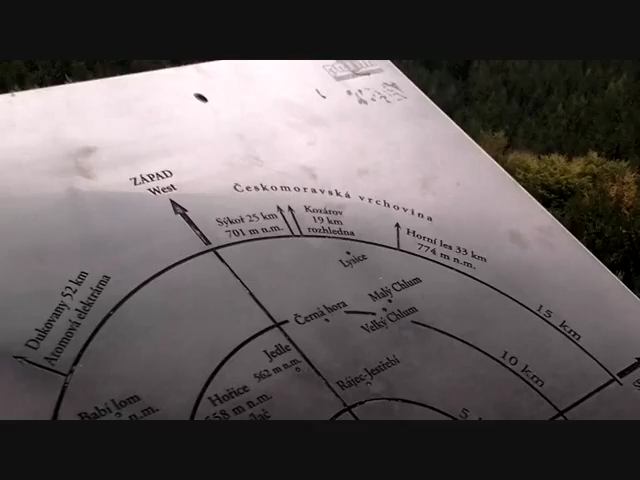 ZÁPAD
West
Českomoravská vrchovina
Sýkoř 25 km
701 m n.m.
Kozárov
19 km
rozhledna
Horní les 33 km
774 m n.m.
Dukovany 52 km
Atomová elektrárna
Lysice
Malý Chlum
Velký Chlum
Černá hora
15 km
10 km
Jedle
562 m n.m.
Rájec-Jestřebí
Hořice
Babí lom
m n.m.